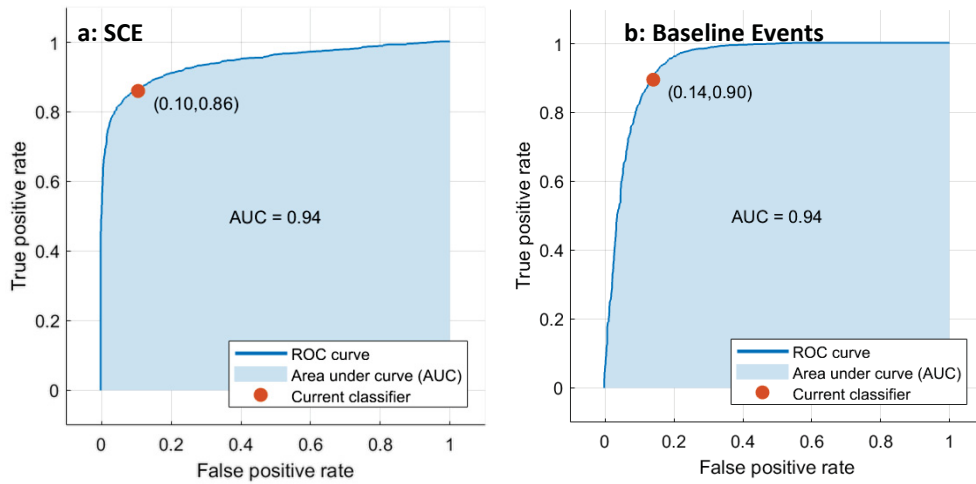 a: SCE
1
0.8
0.6
0.4
0.2
0
0
0.2
0.4
0.6
0.8
1
True positive rate
False positive rate
(0.10,0.86)
AUC = 0.94
ROC curve
Area under curve (AUC)
Current classifier
b: Baseline Events
1
0.8
0.6
0.4
0.2
0
0
0.2
0.4
0.6
0.8
1
True positive rate
False positive rate
(0.14,0.90)
AUC = 0.94
ROC curve
Area under curve (AUC)
Current classifier